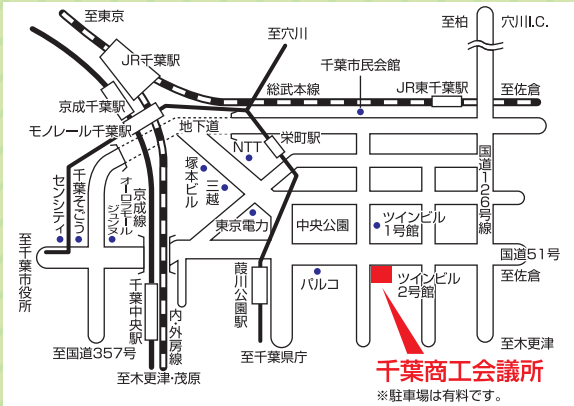 至東京
至穴川
至柏
穴川I.C.
JR千葉駅
千葉市民会館
総武本線
JR東千葉駅
至佐倉
京成千葉駅
モノレール千葉駅
地下道
栄町駅
NTT
塚本ビル
三越
東京電力
国道126号線
センシティ
千葉そごう
オーロラモール
ジュンヌ
京成線
中央公園
ツインビル
1号館
国道51号
至佐倉
至千葉市役所
千葉中央駅
内・外房線
葭川公園駅
パルコ
ツインビル
2号館
至国道357号
至千葉県庁
至木更津
至木更津・茂原
千葉商工会議所
※駐車場は有料です。